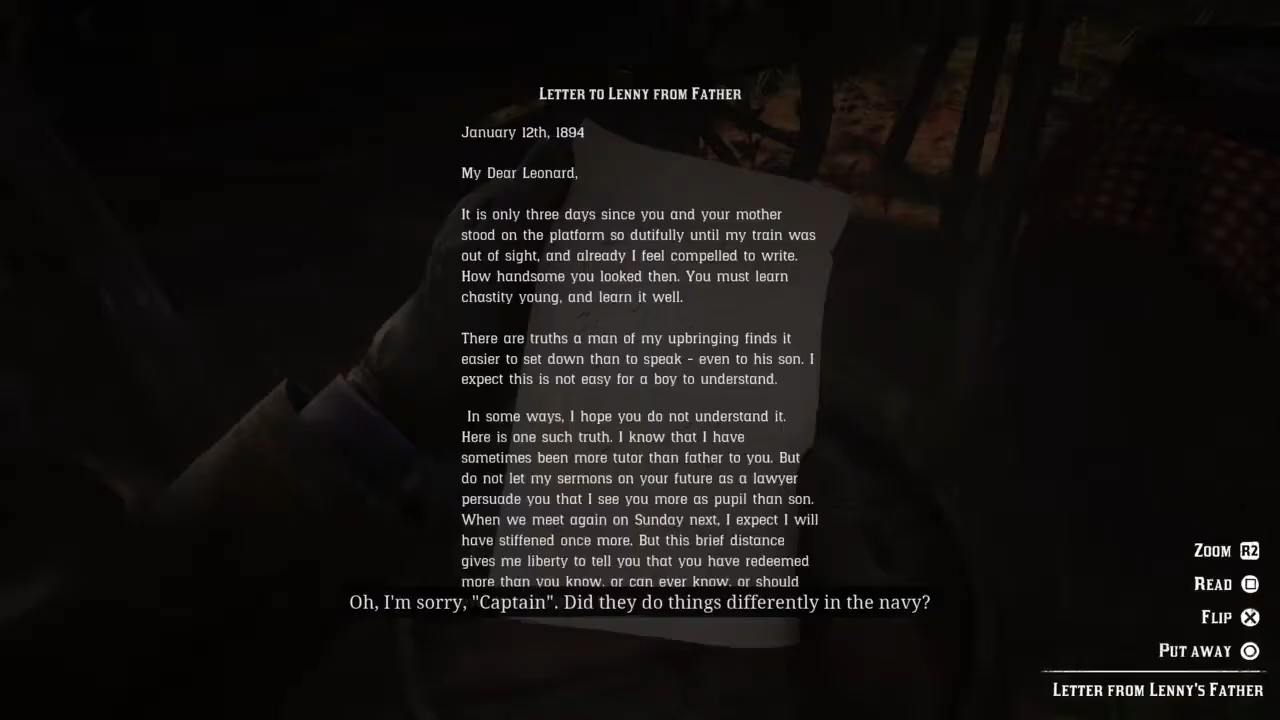 Letter to Lenny from Father
January 12th, 1894
My Dear Leonard,
It is only three days since you and your mother
stood on the platform so dutifully until my train was
out of sight, and already I feel compelled to write.
How handsome you looked then. You must learn
chastity young, and learn it well.
There are truths a man of my upbringing finds it
easier to set down than to speak - even to his son. I
expect this is not easy for a boy to understand.
In some ways, I hope you do not understand it.
Here is one such truth. I know that I have
sometimes been more tutor than father to you. But
do not let my sermons on your future as a lawyer
persuade you that I see you more as pupil than son.
When we meet again on Sunday next, I expect I will
have stiffened once more. But this brief distance
gives me liberty to tell you that you have redeemed
more than you know, or can ever know, or should
Oh, I'm sorry, "Captain". Did they do things differently in the navy?
Zoom R2
Read
Flip
Put away
Letter from Lenny's Father